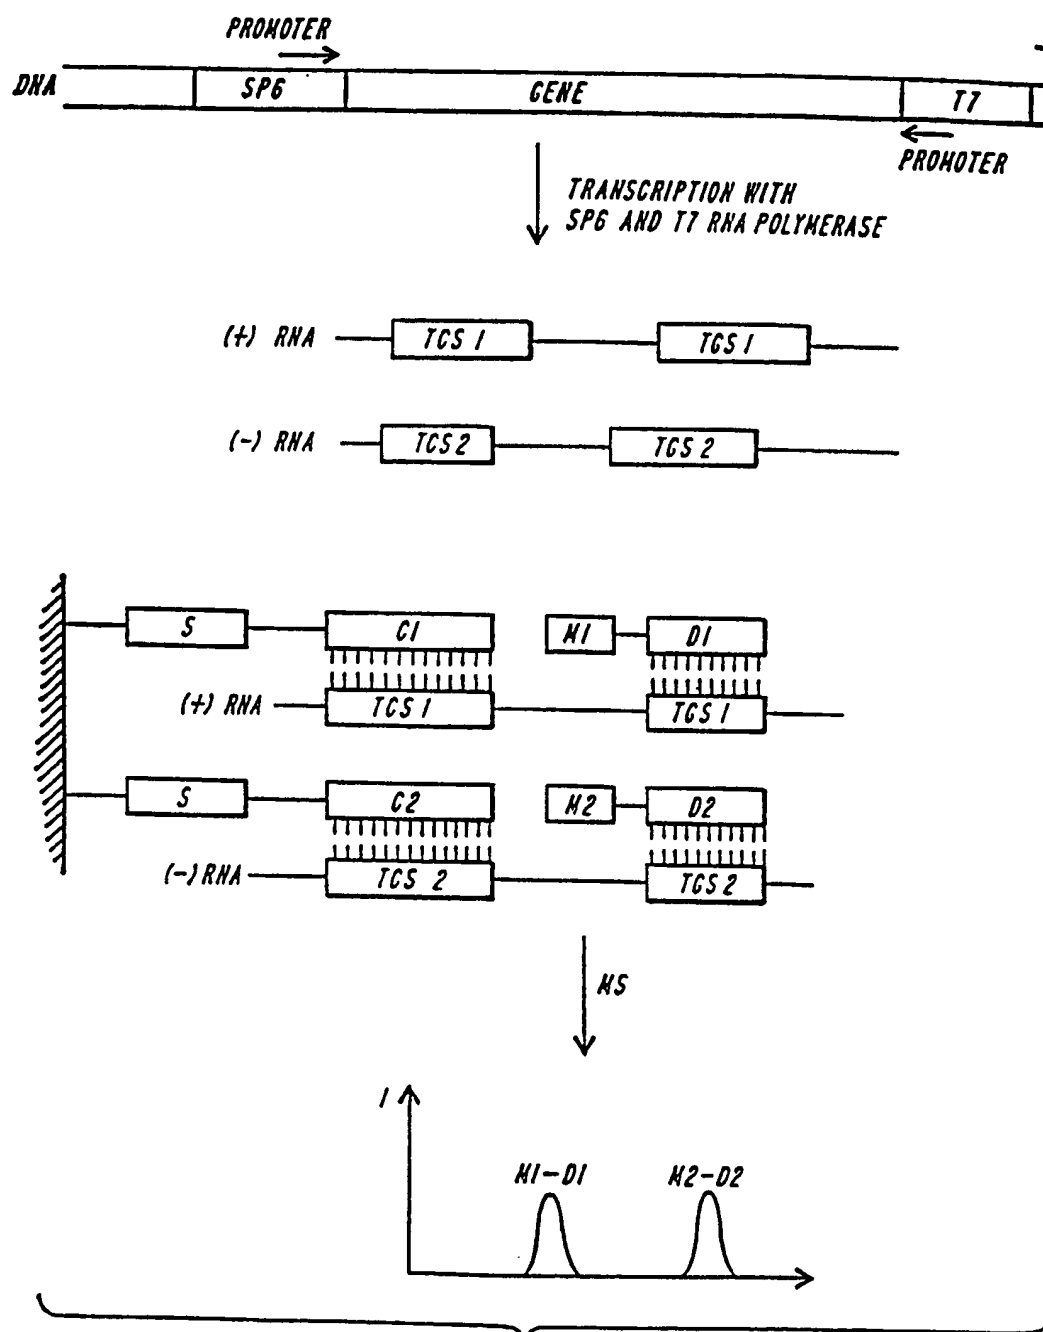 PROMOTER
DNA SP6 GENE T7
PROMOTER
TRANSCRIPTION WITH
SP6 AND T7 RNA POLYMERASE
(+) RNA TCS 1 TCS 1
(-) RNA TCS 2 TCS 2
S C1 M1 D1
(+) RNA TCS 1 TCS 1
S C2 M2 D2
(-) RNA TCS 2 TCS 2
MS
I
M1-D1 M2-D2